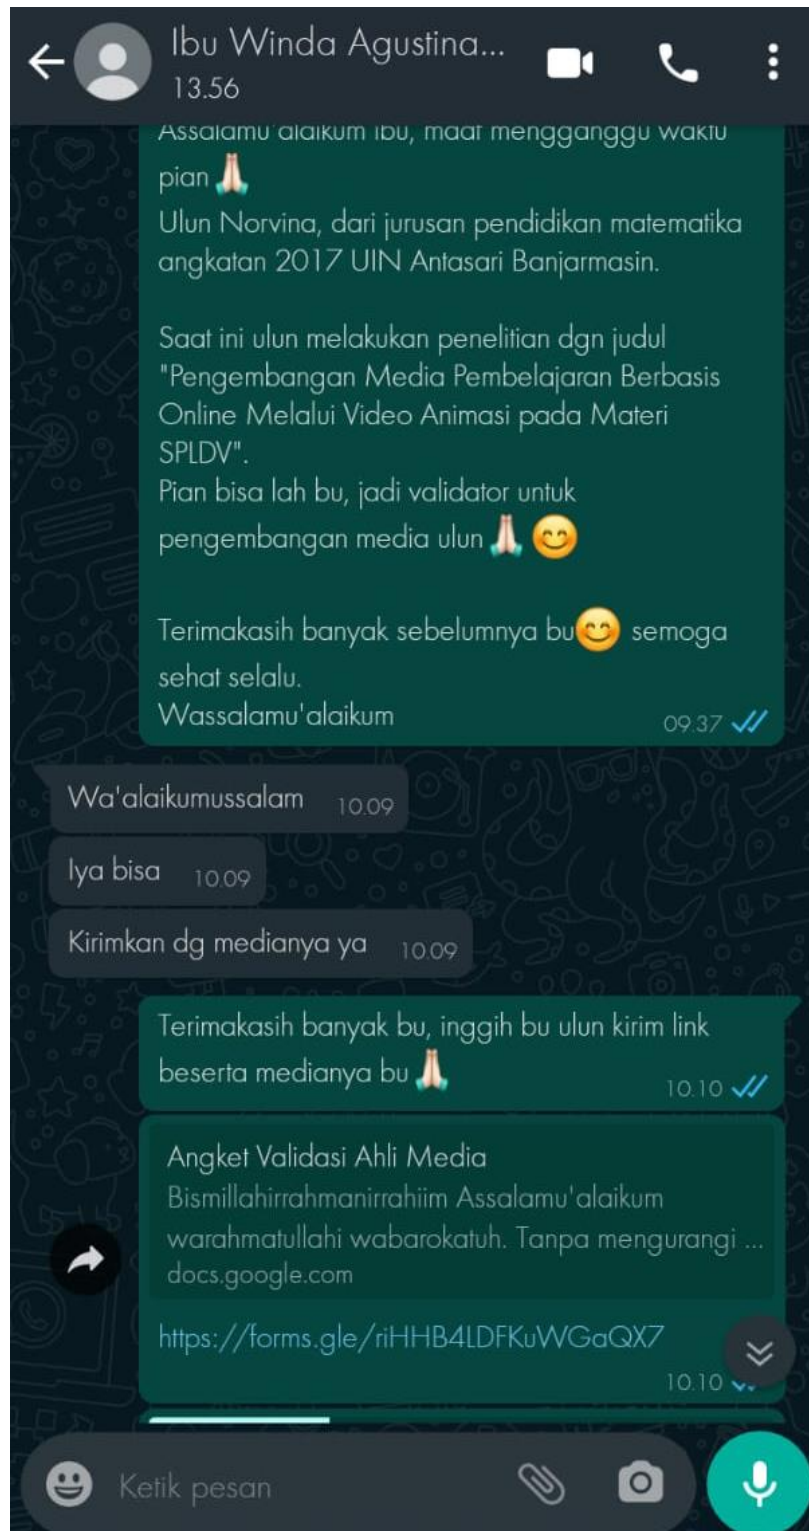 Ibu Winda Agustina...
13.56
Assalamu'alaikum ibu, maaf mengganggu waktu
pian 🙏🏻
Ulun Norvina, dari jurusan pendidikan matematika
angkatan 2017 UIN Antasari Banjarmasin.
Saat ini ulun melakukan penelitian dgn judul
"Pengembangan Media Pembelajaran Berbasis
Online Melalui Video Animasi pada Materi
SPLDV".
Pian bisa lah bu, jadi validator untuk
pengembangan media ulun 🙏🏻 😊
Terimakasih banyak sebelumnya bu😊 semoga
sehat selalu.
Wassalamu'alaikum 09.37
Wa'alaikumussalam 10.09
Iya bisa 10.09
Kirimkan dg medianya ya 10.09
Terimakasih banyak bu, inggih bu ulun kirim link
beserta medianya bu 🙏🏻 10.10
Angket Validasi Ahli Media
Bismillahirrahmanirrahiim Assalamu'alaikum
warahmatullahi wabarokatuh. Tanpa mengurangi ...
docs.google.com
https://forms.gle/riHHB4LDFKuWGaQX7
10.10
Ketik pesan